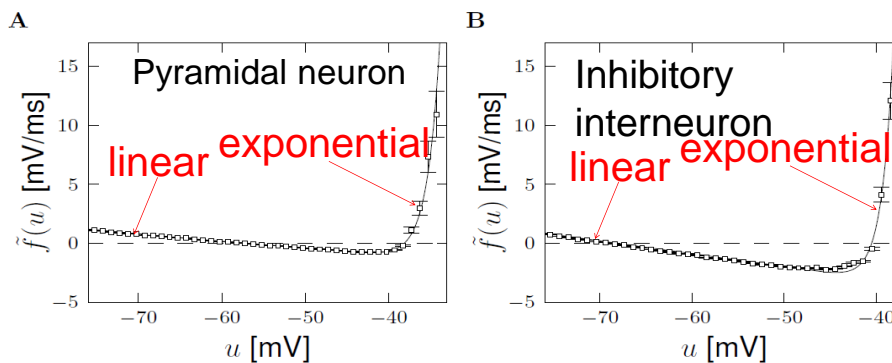 A
Pyramidal neuron
linear
exponential
15
10
5
0
−5
−70
−60
−50
−40
f̃(u) [mV/ms]
u [mV]
B
Inhibitory
interneuron
linear
exponential
15
10
5
0
−5
−70
−60
−50
−40
f̃(u) [mV/ms]
u [mV]